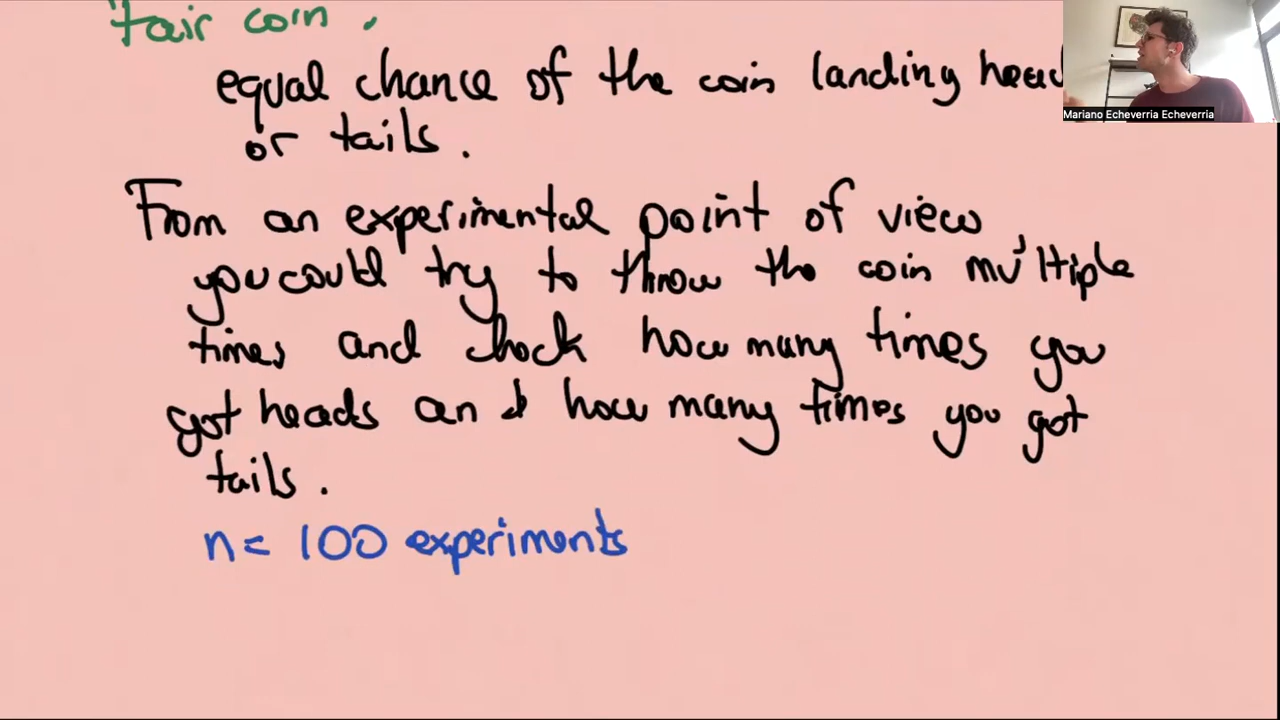 fair coin.
equal chance of the coin landing head
or tails.
From an experimental point of view,
you could try to throw the coin multiple
times and check how many times you
got heads and how many times you got
tails.
n = 100 experiments
Mariano Echeverria Echeverria